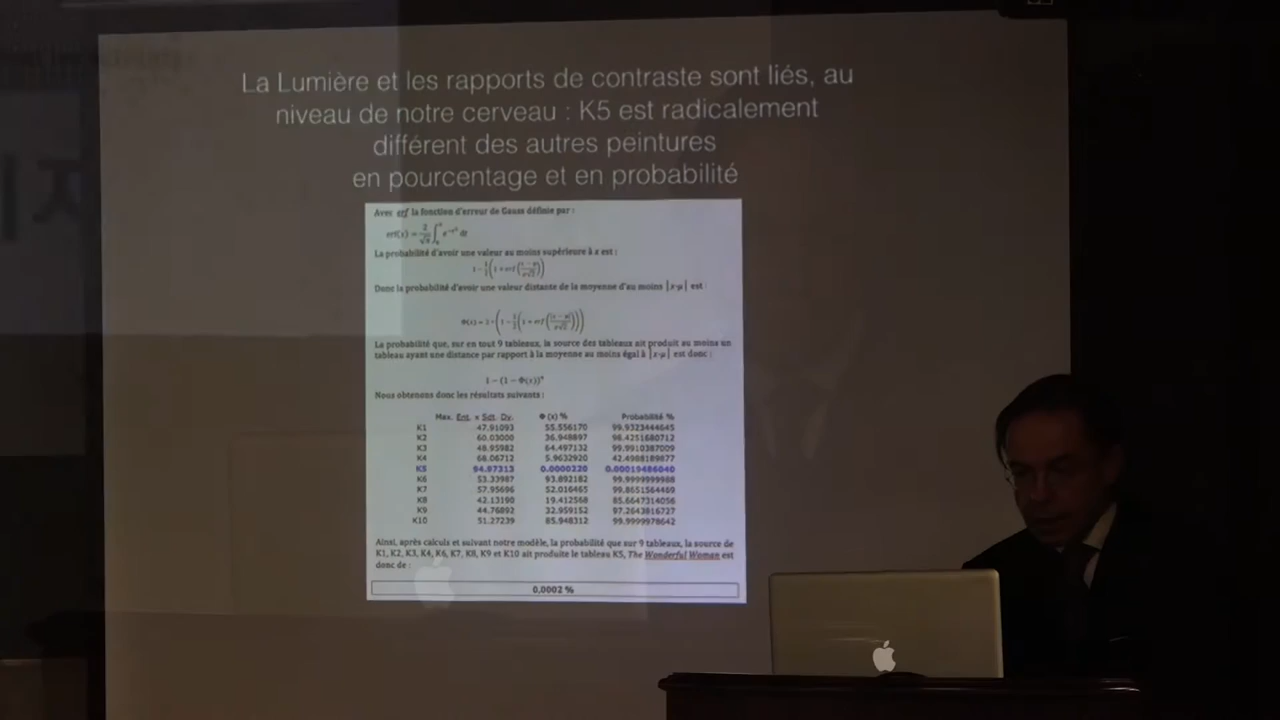 La Lumière et les rapports de contraste sont liés, au
niveau de notre cerveau : K5 est radicalement
différent des autres peintures
en pourcentage et en probabilité
Avec erf la fonction d'erreur de Gauss définie par :
La probabilité d'avoir une valeur au moins supérieure à x est :
Donc la probabilité d'avoir une valeur distante de la moyenne d'au moins |x-μ| est :
La probabilité que, sur en tout 9 tableaux, la source des tableaux ait produit au moins un
tableau ayant une distance par rapport à la moyenne au moins égal à |x-μ| est donc :
Nous obtenons donc les résultats suivants :
Max. Ent. × Sdt. Dv. Φ (x) % Probabilité %
K1 47.91093 55.556170 99.9323444645
K2 60.03000 36.948697 98.4251680712
K3 48.95982 64.497132 99.9910387009
K4 68.06712 5.9632920 42.4988189877
K5 94.87313 0.0000220 0.00019486040
K6 53.33987 93.892182 99.9999999988
K7 57.95696 52.016465 99.8651564469
K8 42.13190 19.412568 85.6647314056
K9 44.76892 32.959152 97.2643816727
K10 51.27239 85.948312 99.9999978642
Ainsi, après calculs et suivant notre modèle, la probabilité que sur 9 tableaux, la source de
K1, K2, K3, K4, K6, K7, K8, K9 et K10 ait produite le tableau K5, The Wonderful Woman est
donc de :
0,0002 %